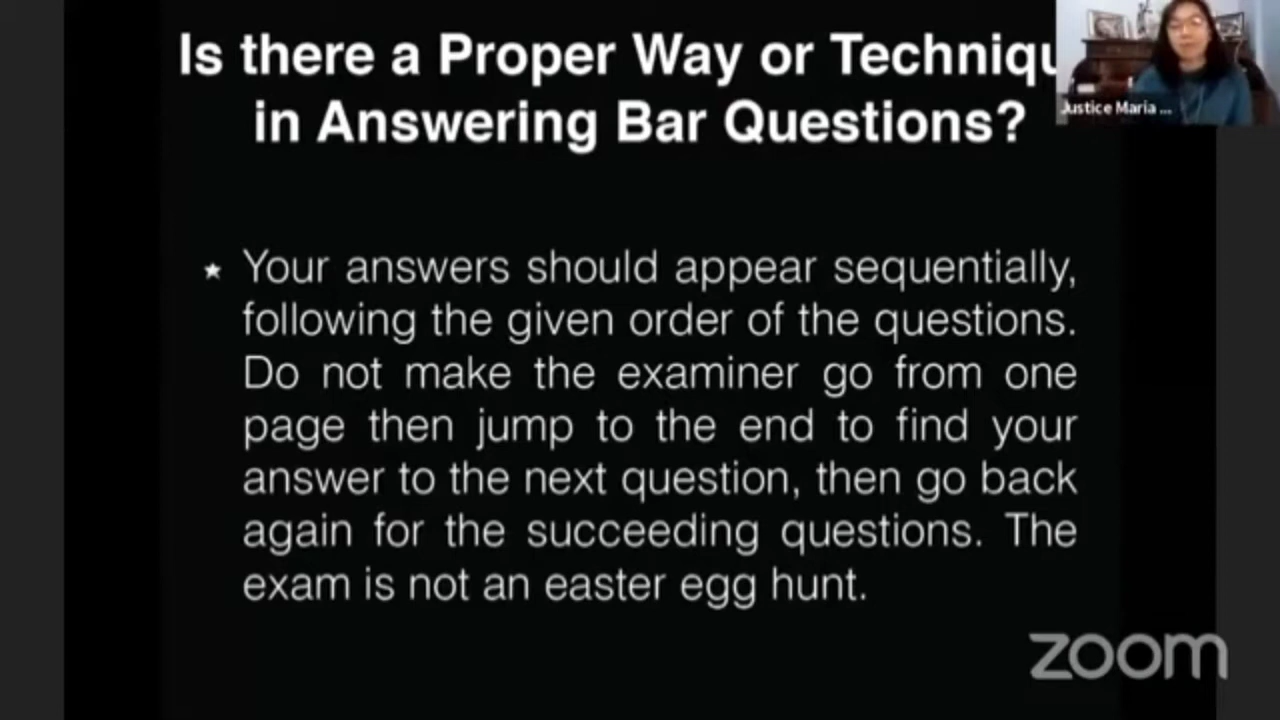 Is there a Proper Way or Techniqu
in Answering Bar Questions?
Justice Maria ...
★ Your answers should appear sequentially,
following the given order of the questions.
Do not make the examiner go from one
page then jump to the end to find your
answer to the next question, then go back
again for the succeeding questions. The
exam is not an easter egg hunt.
zoom